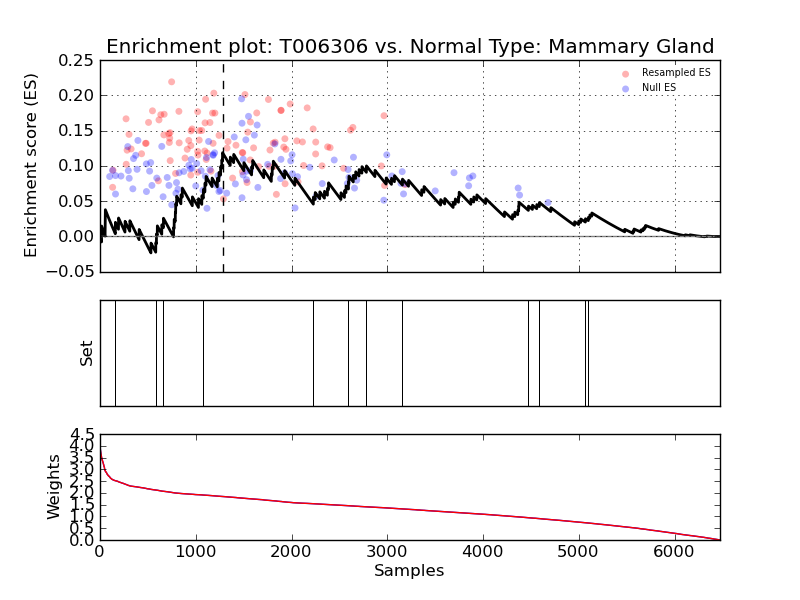 Enrichment plot: T006306 vs. Normal Type: Mammary Gland
Enrichment score (ES)
0.25
0.20
0.15
0.10
0.05
0.00
−0.05
Resampled ES
Null ES
Set
Weights
4.5
4.0
3.5
3.0
2.5
2.0
1.5
1.0
0.5
0.0
0 1000 2000 3000 4000 5000 6000
Samples